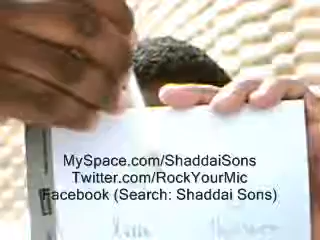 MySpace.com/ShaddaiSons
Twitter.com/RockYourMic
Facebook (Search: Shaddai Sons)